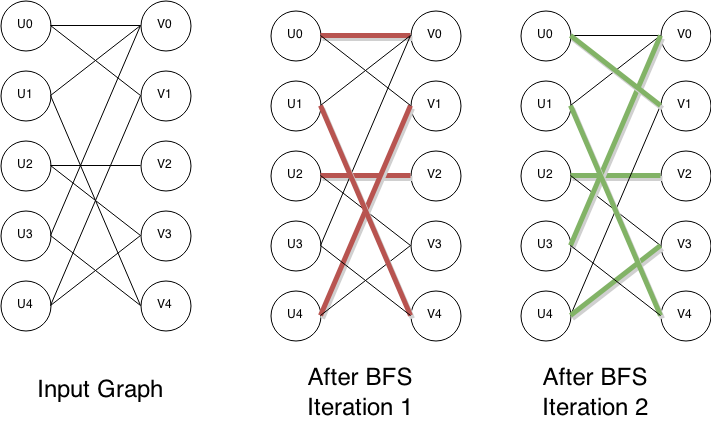 U0 V0 U0 V0 U0 V0
U1 V1 U1 V1 U1 V1
U2 V2 U2 V2 U2 V2
U3 V3 U3 V3 U3 V3
U4 V4 U4 V4 U4 V4
Input Graph
After BFS
Iteration 1
After BFS
Iteration 2